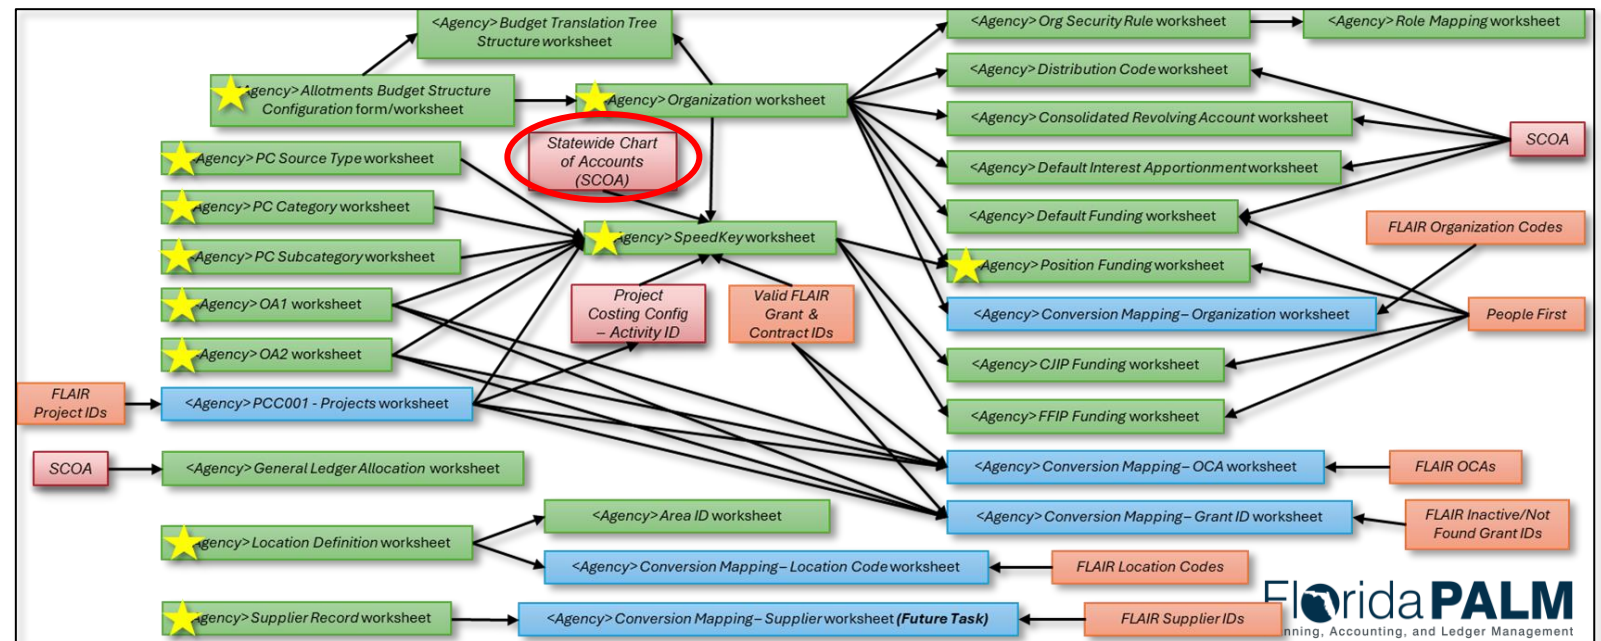 <Agency> Budget Translation Tree
Structure worksheet
<Agency> Org Security Rule worksheet
<Agency> Role Mapping worksheet
<Agency> Allotments Budget Structure
Configuration form/worksheet
<Agency> Organization worksheet
<Agency> Distribution Code worksheet
<Agency> Consolidated Revolving Account worksheet
Statewide Chart
of Accounts
(SCOA)
SCOA
<Agency> PC Source Type worksheet
<Agency> Default Interest Apportionment worksheet
<Agency> PC Category worksheet
<Agency> Default Funding worksheet
FLAIR Organization Codes
<Agency> SpeedKey worksheet
<Agency> PC Subcategory worksheet
<Agency> Position Funding worksheet
<Agency> OA1 worksheet
Project
Costing Config
– Activity ID
Valid FLAIR
Grant &
Contract IDs
<Agency> Conversion Mapping – Organization worksheet
People First
<Agency> OA2 worksheet
<Agency> CJIP Funding worksheet
FLAIR
Project IDs
<Agency> PCC001 - Projects worksheet
<Agency> FFIP Funding worksheet
SCOA
<Agency> General Ledger Allocation worksheet
<Agency> Conversion Mapping – OCA worksheet
FLAIR OCAs
<Agency> Area ID worksheet
<Agency> Conversion Mapping – Grant ID worksheet
FLAIR Inactive/Not
Found Grant IDs
<Agency> Location Definition worksheet
<Agency> Conversion Mapping – Location Code worksheet
FLAIR Location Codes
<Agency> Supplier Record worksheet
<Agency> Conversion Mapping – Supplier worksheet (Future Task)
FLAIR Supplier IDs
Florida PALM
nning, Accounting, and Ledger Management